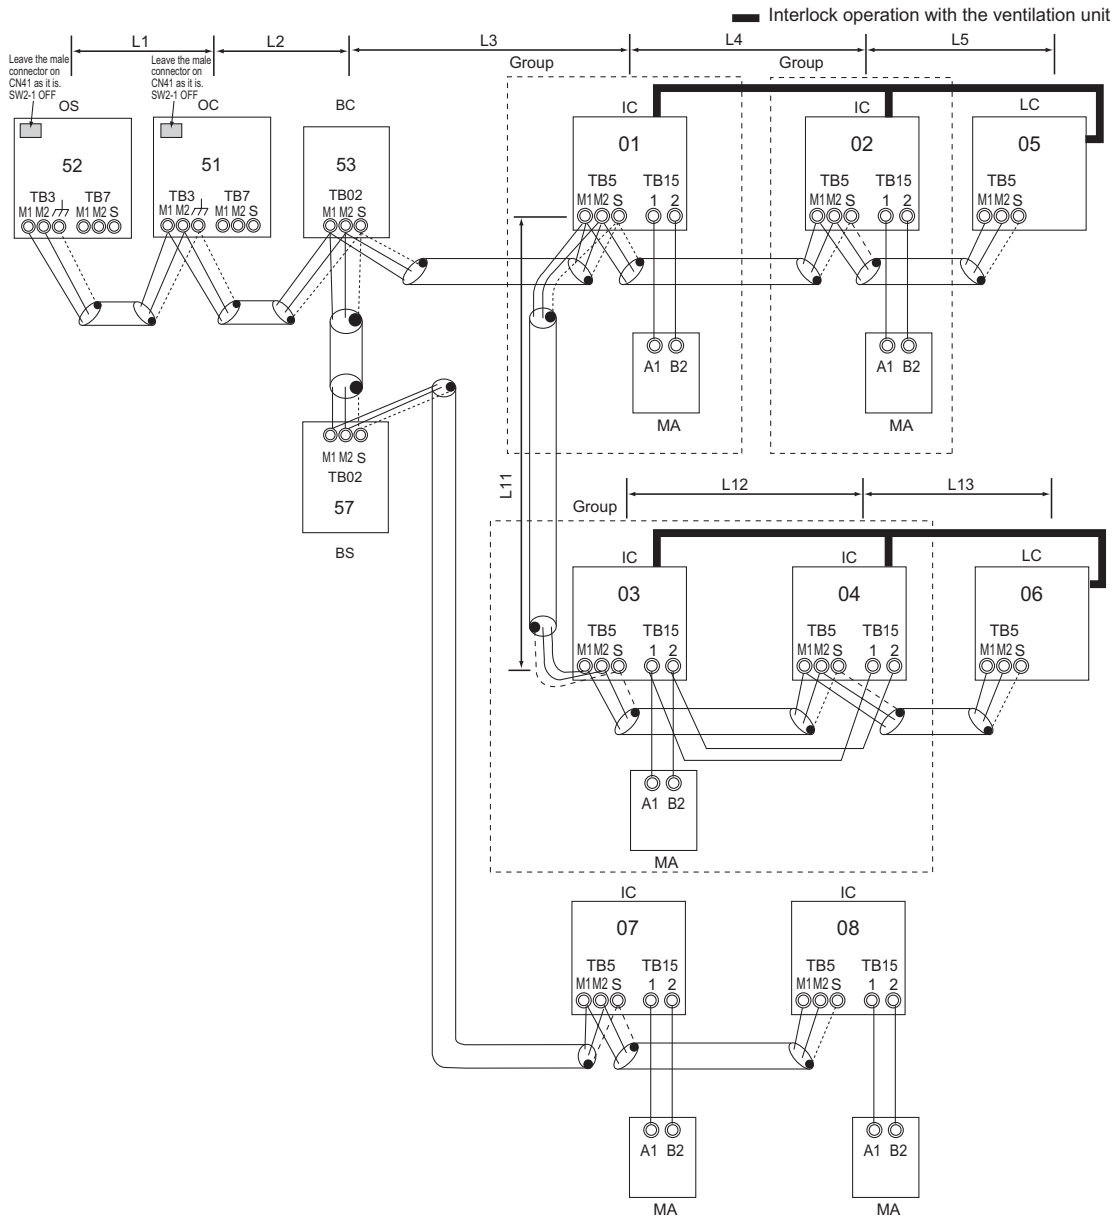 Interlock operation with the ventilation unit
L1 L2 L3 L4 L5
Leave the male
connector on
CN41 as it is.
SW2-1 OFF
Leave the male
connector on
CN41 as it is.
SW2-1 OFF
Group
Group
OS
OC
BC
IC
IC
LC
52
TB3 TB7
M1 M2 M1 M2 S
51
TB3 TB7
M1 M2 M1 M2 S
53
TB02
M1 M2 S
01
TB5 TB15
M1 M2 S 1 2
02
TB5 TB15
M1 M2 S 1 2
05
TB5
M1 M2 S
A1 B2
MA
A1 B2
MA
M1 M2 S
TB02
57
BS
L11
L12 L13
Group
IC
IC
LC
03
TB5 TB15
M1 M2 S 1 2
04
TB5 TB15
M1 M2 S 1 2
06
TB5
M1 M2 S
A1 B2
MA
IC
IC
07
TB5 TB15
M1 M2 S 1 2
08
TB5 TB15
M1 M2 S 1 2
A1 B2
MA
A1 B2
MA